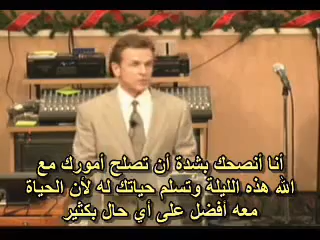 أنا أنصحك بشدة أن تصلح أمورك مع
الله هذه الليلة وتسلم حياتك له لأن الحياة
معه أفضل على أي حال بكثير